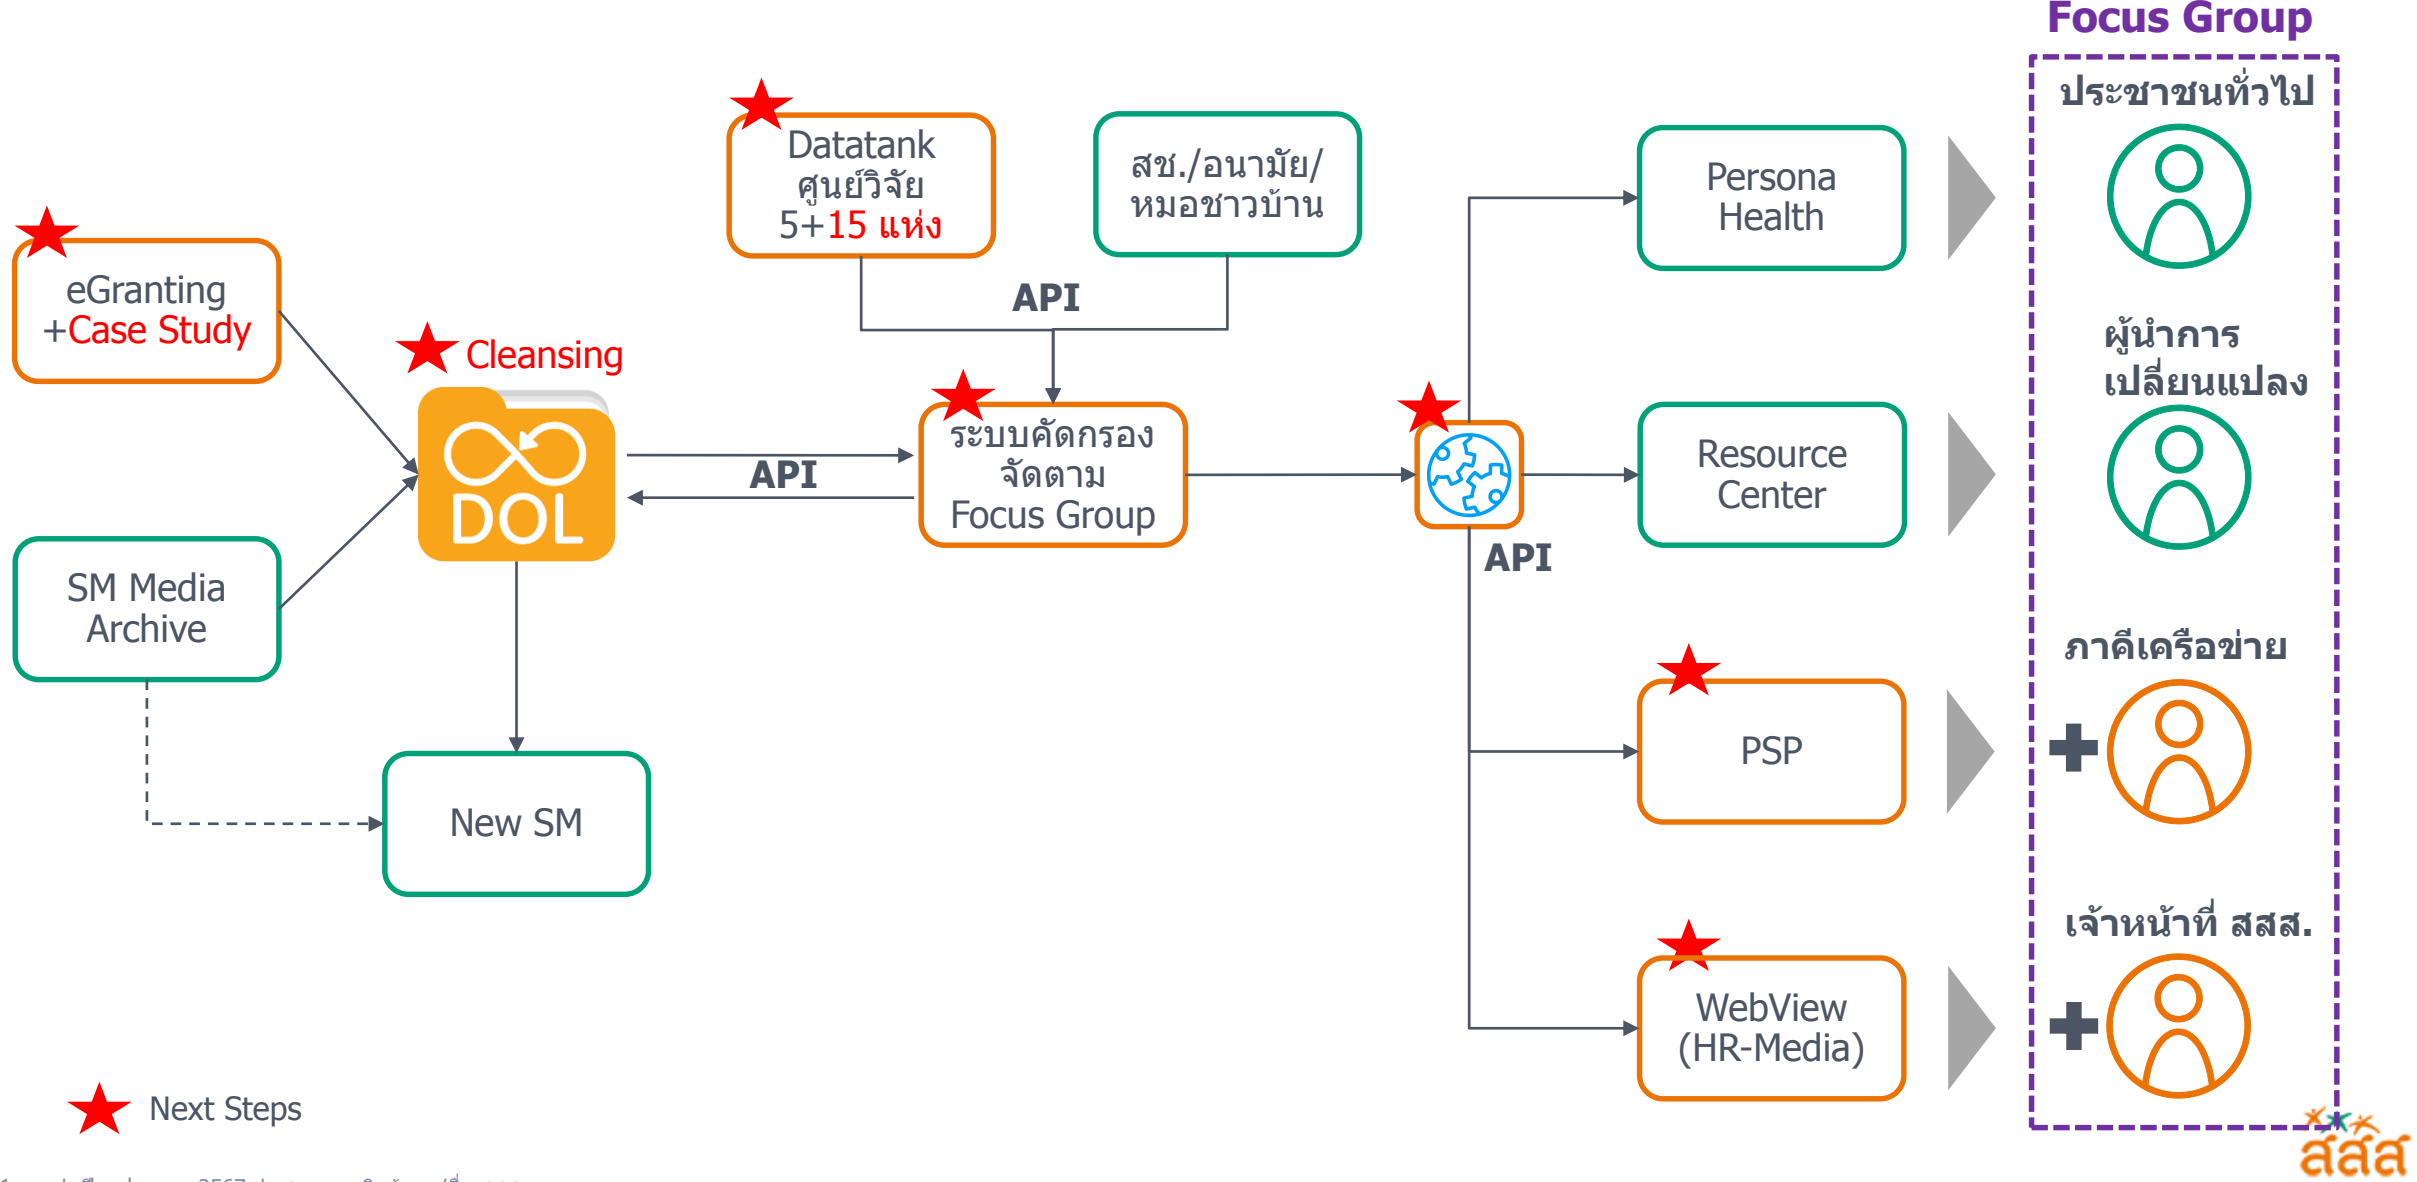 Focus Group
ประชาชนทั่วไป
Datatank
ศูนย์วิจัย
5+15 แห่ง
สช./อนามัย/
หมอชาวบ้าน
Persona
Health
eGranting
+Case Study
API
Cleansing
ผู้นำการ
เปลี่ยนแปลง
DOL
API
ระบบคัดกรอง
จัดตาม
Focus Group
Resource
Center
API
SM Media
Archive
ภาคีเครือข่าย
PSP
New SM
เจ้าหน้าที่ สสส.
WebView
(HR-Media)
Next Steps
สสส